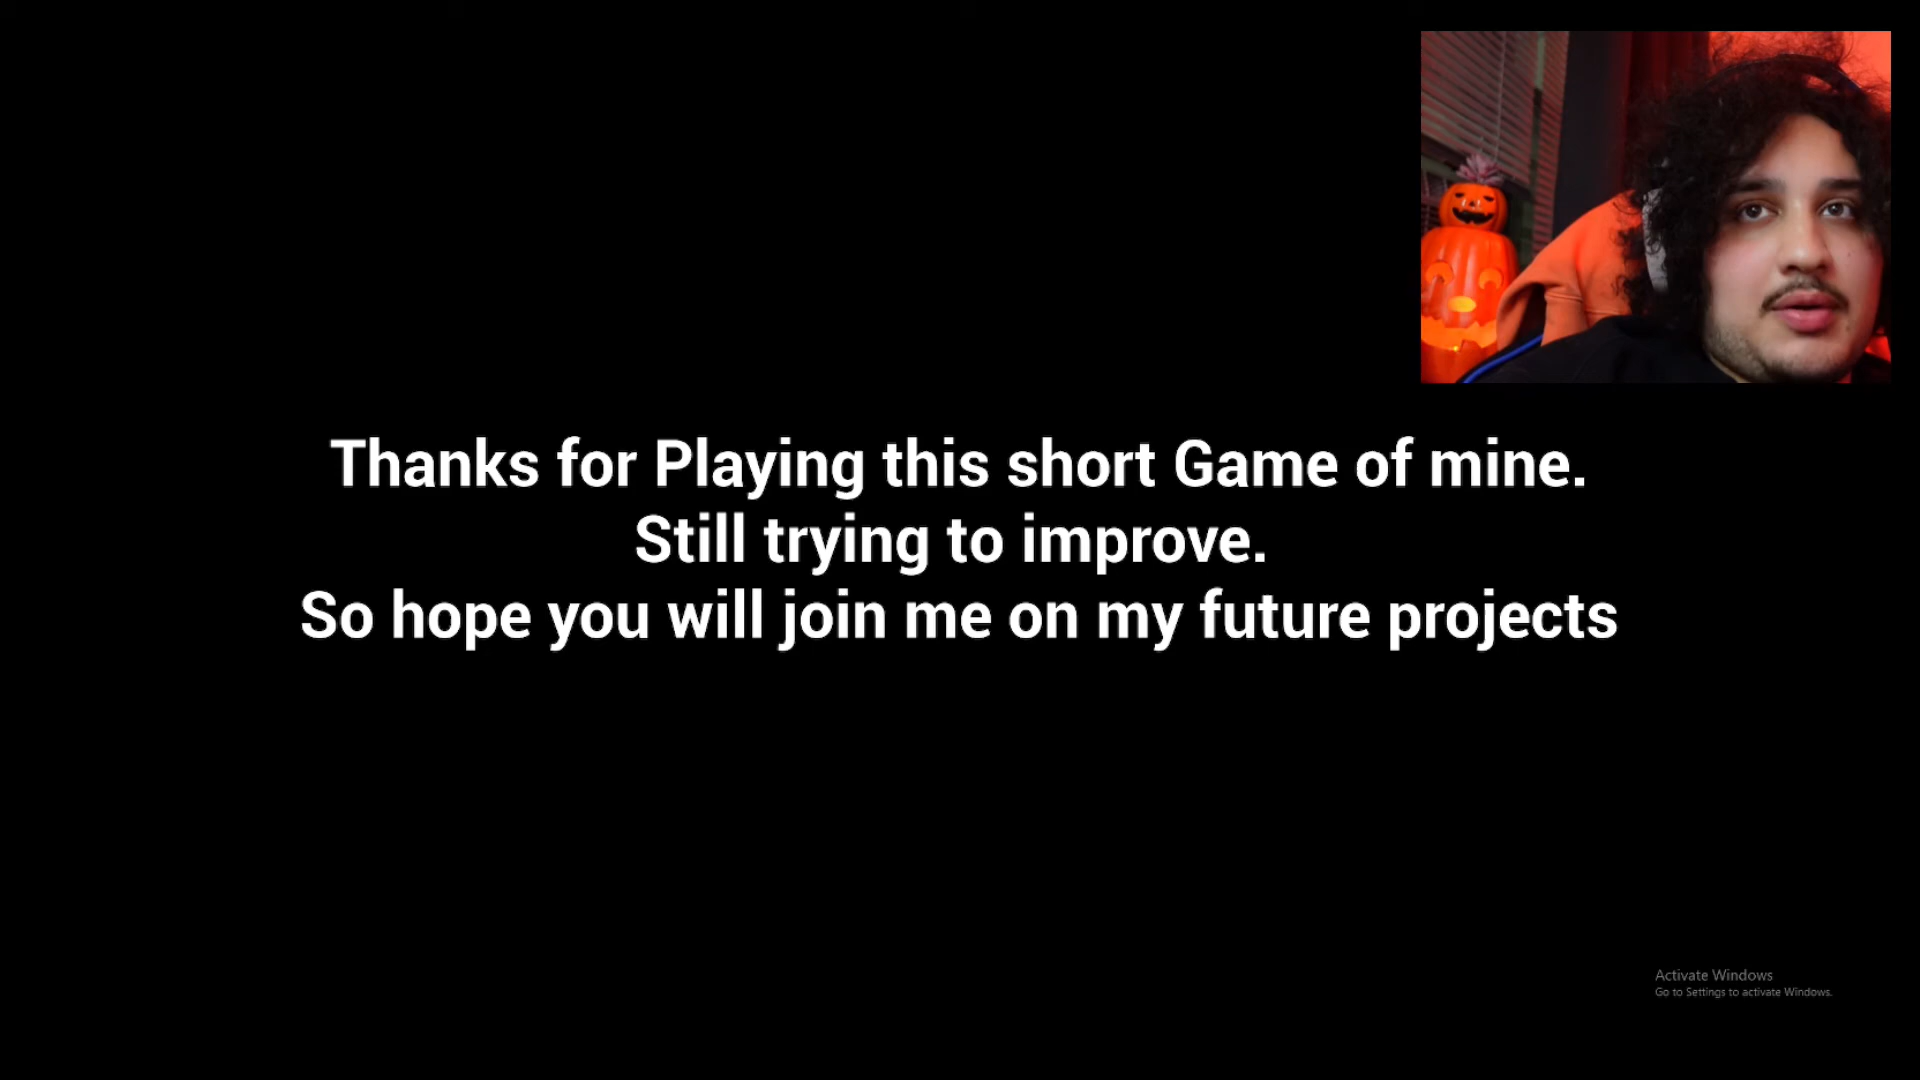 Thanks for Playing this short Game of mine.
Still trying to improve.
So hope you will join me on my future projects
Activate Windows
Go to Settings to activate Windows.